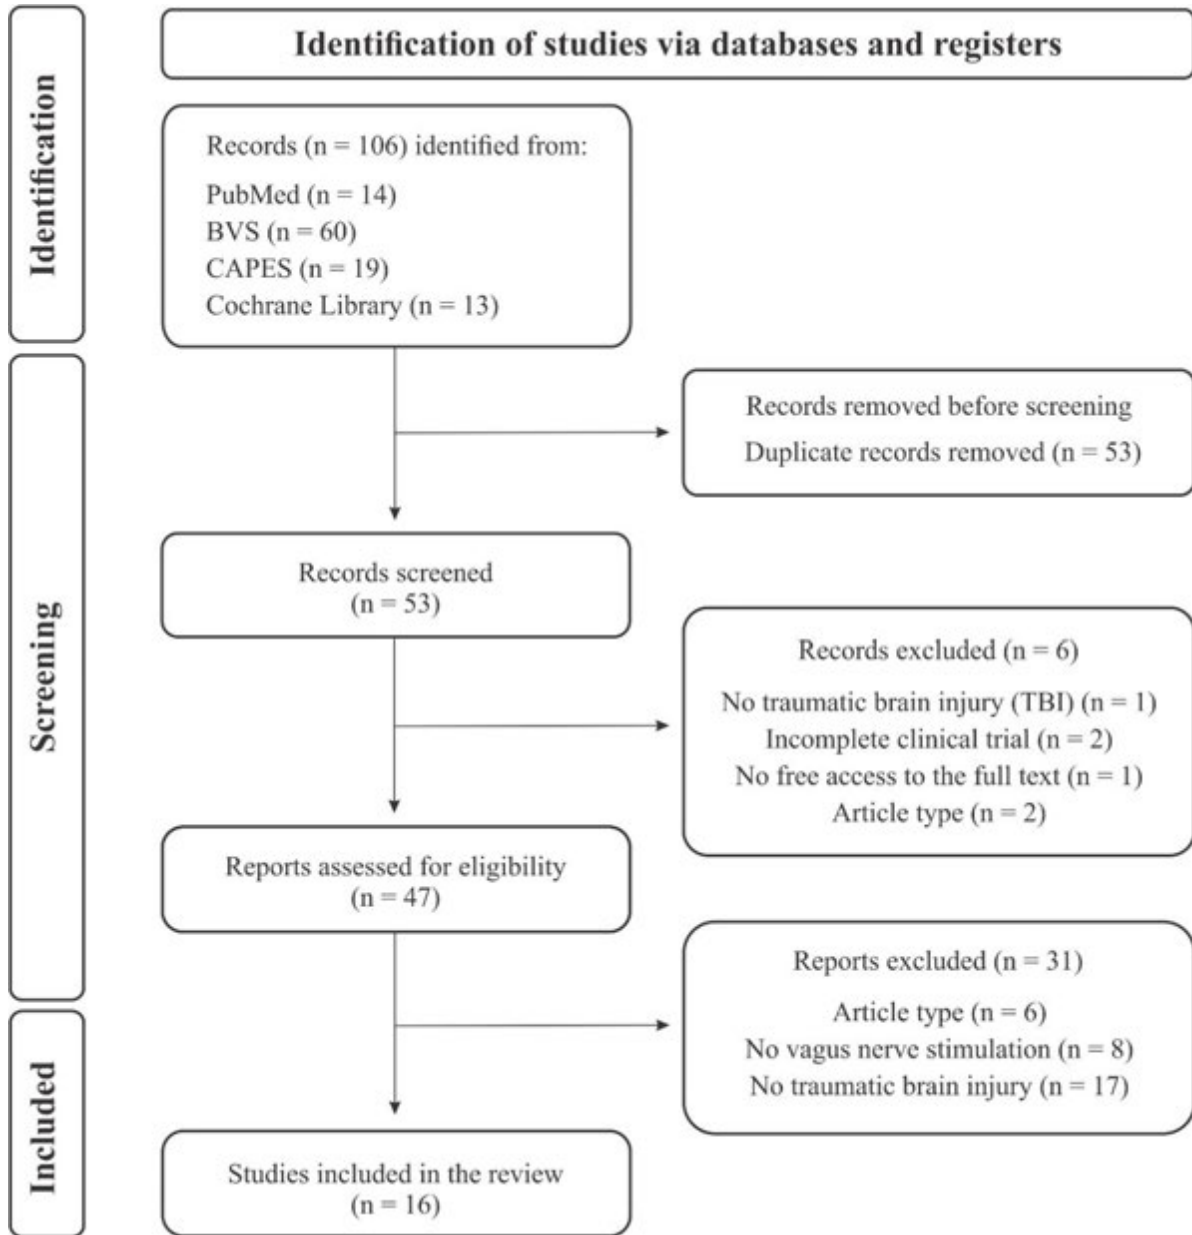 Identification of studies via databases and registers
Identification
Records (n = 106) identified from:
PubMed (n = 14)
BVS (n = 60)
CAPES (n = 19)
Cochrane Library (n = 13)
Records removed before screening
Duplicate records removed (n = 53)
Screening
Records screened
(n = 53)
Records excluded (n = 6)
No traumatic brain injury (TBI) (n = 1)
Incomplete clinical trial (n = 2)
No free access to the full text (n = 1)
Article type (n = 2)
Reports assessed for eligibility
(n = 47)
Reports excluded (n = 31)
Article type (n = 6)
No vagus nerve stimulation (n = 8)
No traumatic brain injury (n = 17)
Included
Studies included in the review
(n = 16)